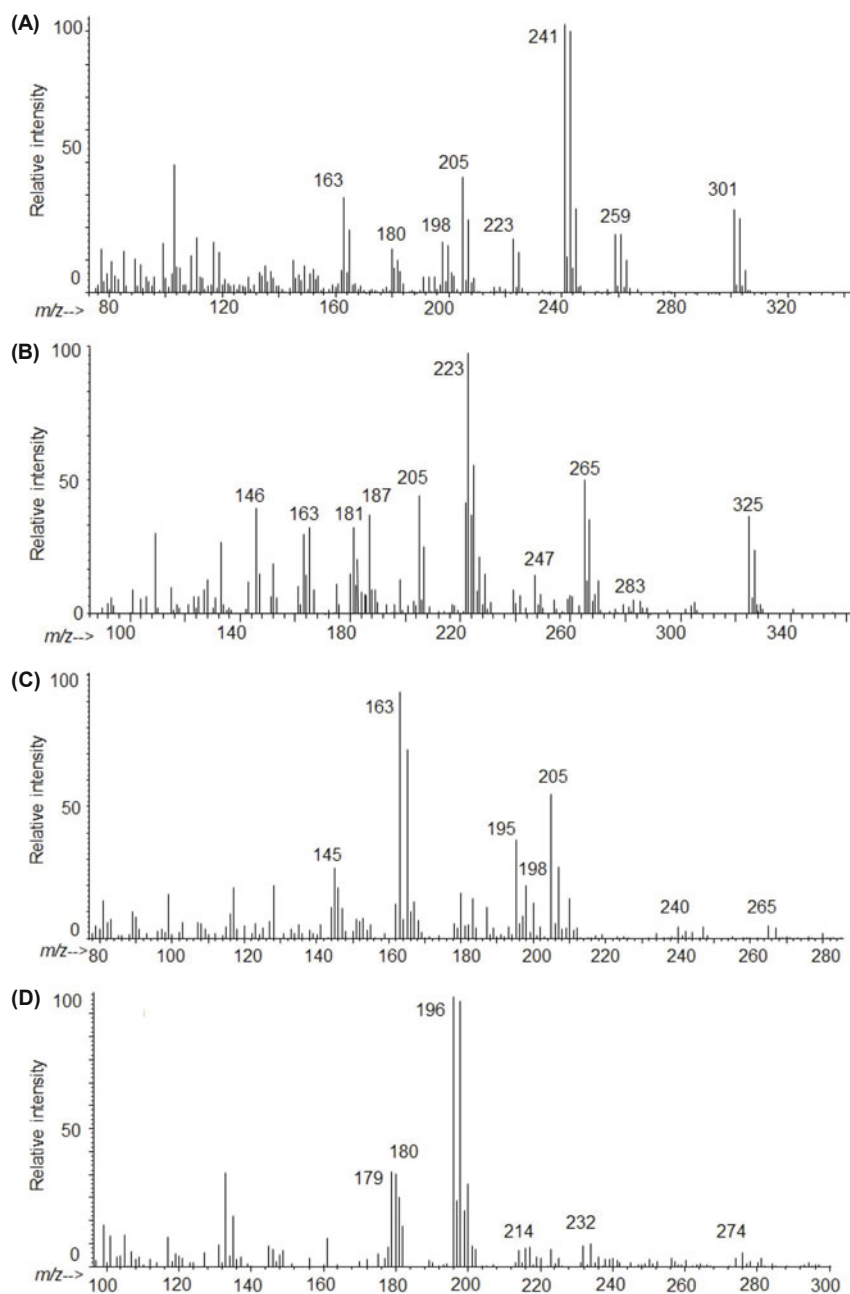 (A)
Relative intensity
100
50
0
163
180
198
205
223
241
259
301
m/z-->
80 120 160 200 240 280 320
(B)
Relative intensity
100
50
0
146
163
181
187
205
223
247
265
283
325
m/z-->
100 140 180 220 260 300 340
(C)
Relative intensity
100
50
0
145
163
195
198
205
240
265
m/z-->
80 100 120 140 160 180 200 220 240 260 280
(D)
Relative intensity
100
50
0
179
180
196
214
232
274
m/z-->
100 120 140 160 180 200 220 240 260 280 300